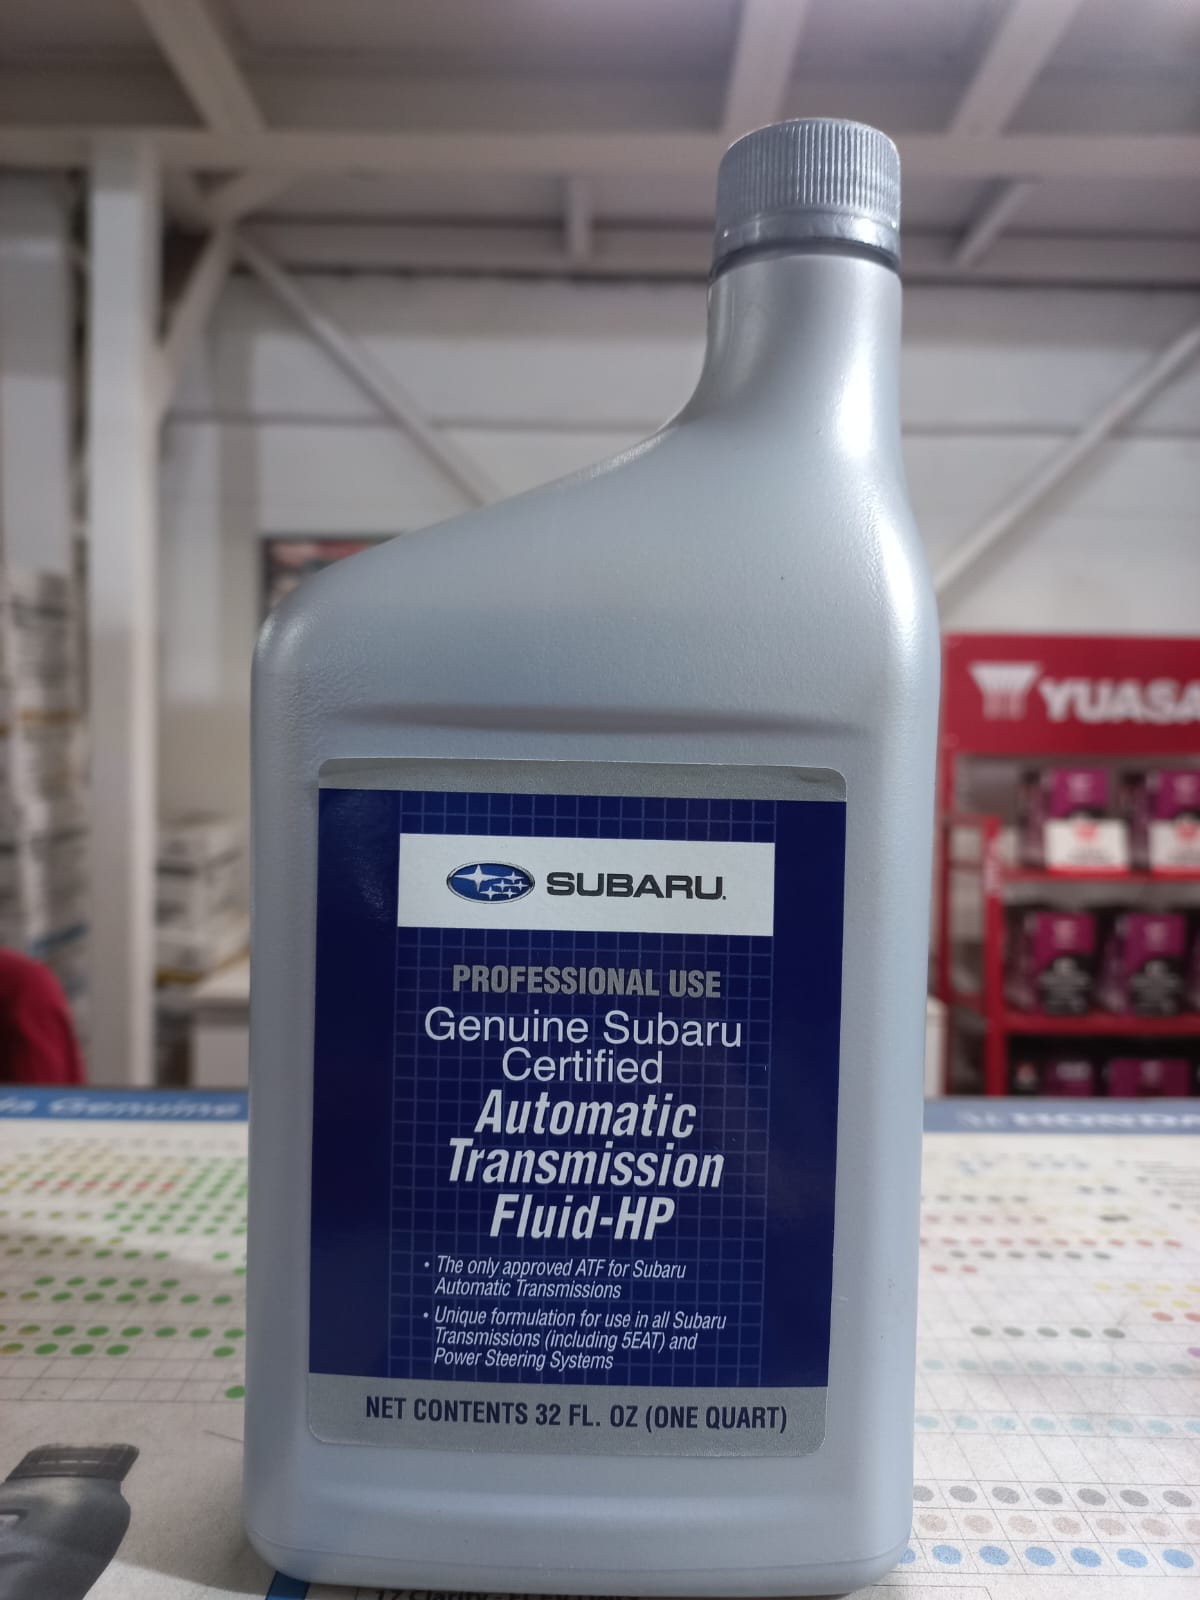 SUBARU.
PROFESSIONAL USE
Genuine Subaru
Certified
Automatic
Transmission
Fluid-HP
• The only approved ATF for Subaru
Automatic Transmissions
• Unique formulation for use in all Subaru
Transmissions (including 5EAT) and
Power Steering Systems
NET CONTENTS 32 FL. OZ (ONE QUART)
YUASA
Genuine
HONDA